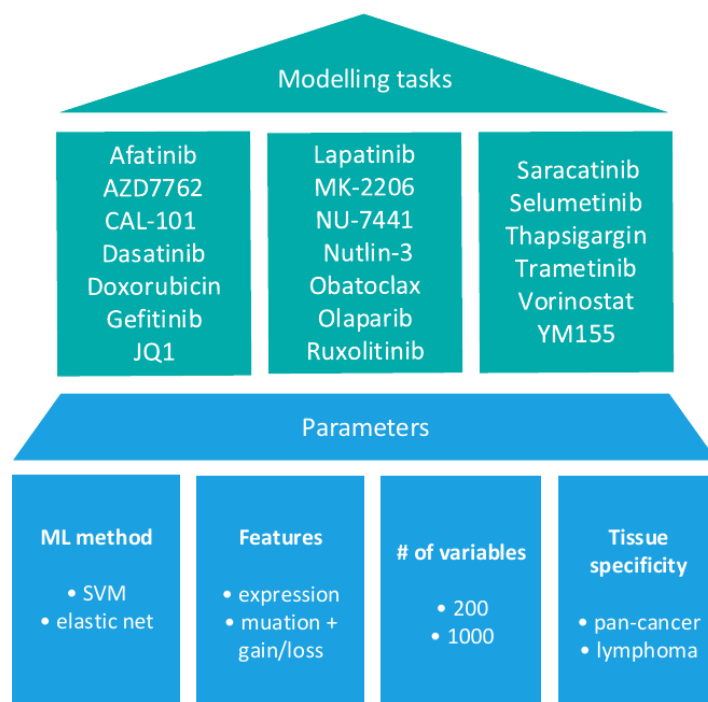 Modelling tasks
Afatinib
AZD7762
CAL-101
Dasatinib
Doxorubicin
Gefitinib
JQ1
Lapatinib
MK-2206
NU-7441
Nutlin-3
Obatoclax
Olaparib
Ruxolitinib
Saracatinib
Selumetinib
Thapsigargin
Trametinib
Vorinostat
YM155
Parameters
ML method
• SVM
• elastic net
Features
• expression
• muation +
gain/loss
# of variables
• 200
• 1000
Tissue
specificity
• pan-cancer
• lymphoma